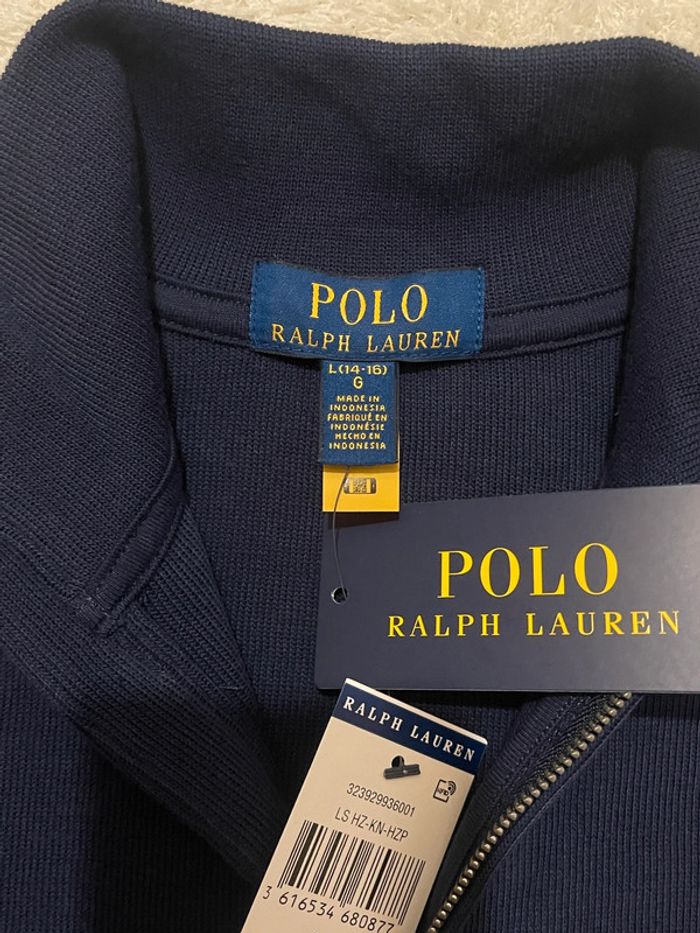 POLO
RALPH LAUREN
L(14-16)
G
MADE IN
INDONESIA
FABRIQUÉ EN
INDONÉSIE
HECHO EN
INDONESIA
POLO
RALPH LAUREN
RALPH LAUREN
323929936001
LS HZ-KN-HZP
3 616534 680877